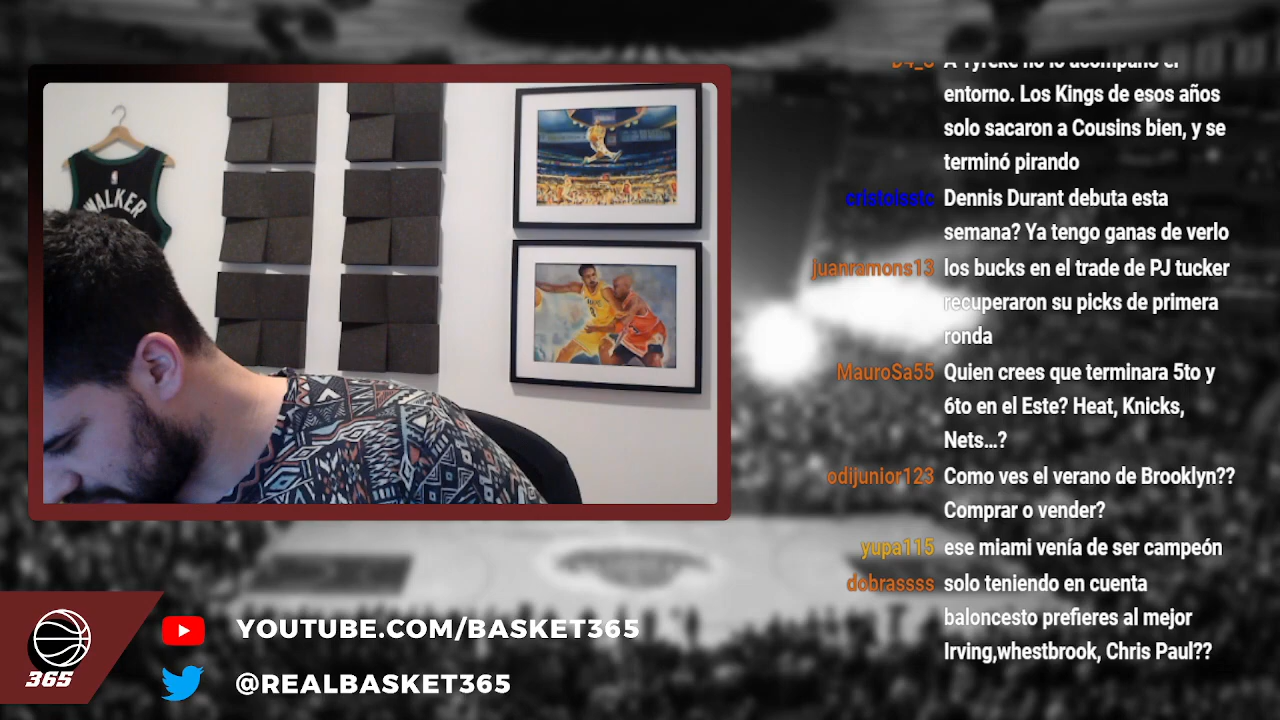 WALKER
entorno. Los Kings de esos años
solo sacaron a Cousins bien, y se
terminó pirando
cristoisstc Dennis Durant debuta esta
semana? Ya tengo ganas de verlo
juanramons13 los bucks en el trade de PJ tucker
recuperaron su picks de primera
ronda
MauroSa55 Quien crees que terminara 5to y
6to en el Este? Heat, Knicks,
Nets...?
odijunior123 Como ves el verano de Brooklyn??
Comprar o vender?
yupa115 ese miami venía de ser campeón
dobrassss solo teniendo en cuenta
baloncesto prefieres al mejor
Irving,whestbrook, Chris Paul??
365
YOUTUBE.COM/BASKET365
@REALBASKET365